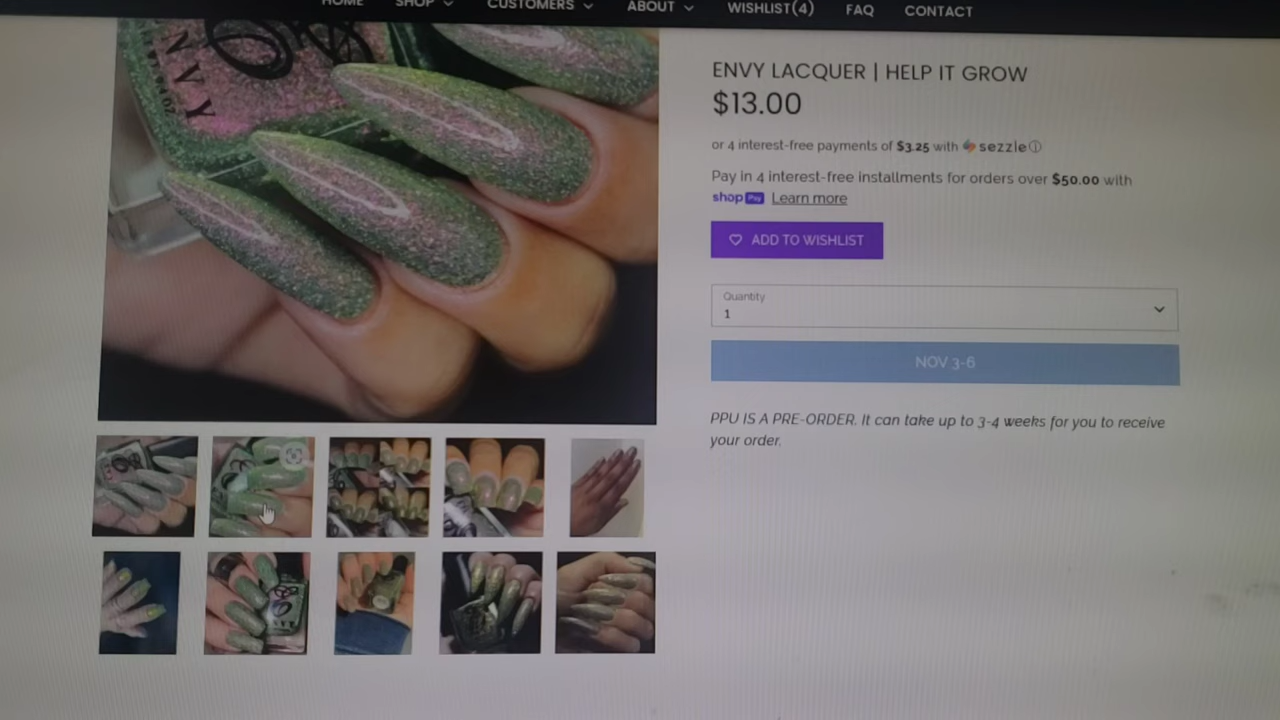 HOME SHOP CUSTOMERS ABOUT WISHLIST(4) FAQ CONTACT
NVY
ENVY LACQUER | HELP IT GROW
$13.00
or 4 interest-free payments of $3.25 with sezzle
Pay in 4 interest-free installments for orders over $50.00 with
shop Pay Learn more
ADD TO WISHLIST
Quantity
1
NOV 3-6
PPU IS A PRE-ORDER. It can take up to 3-4 weeks for you to receive
your order.